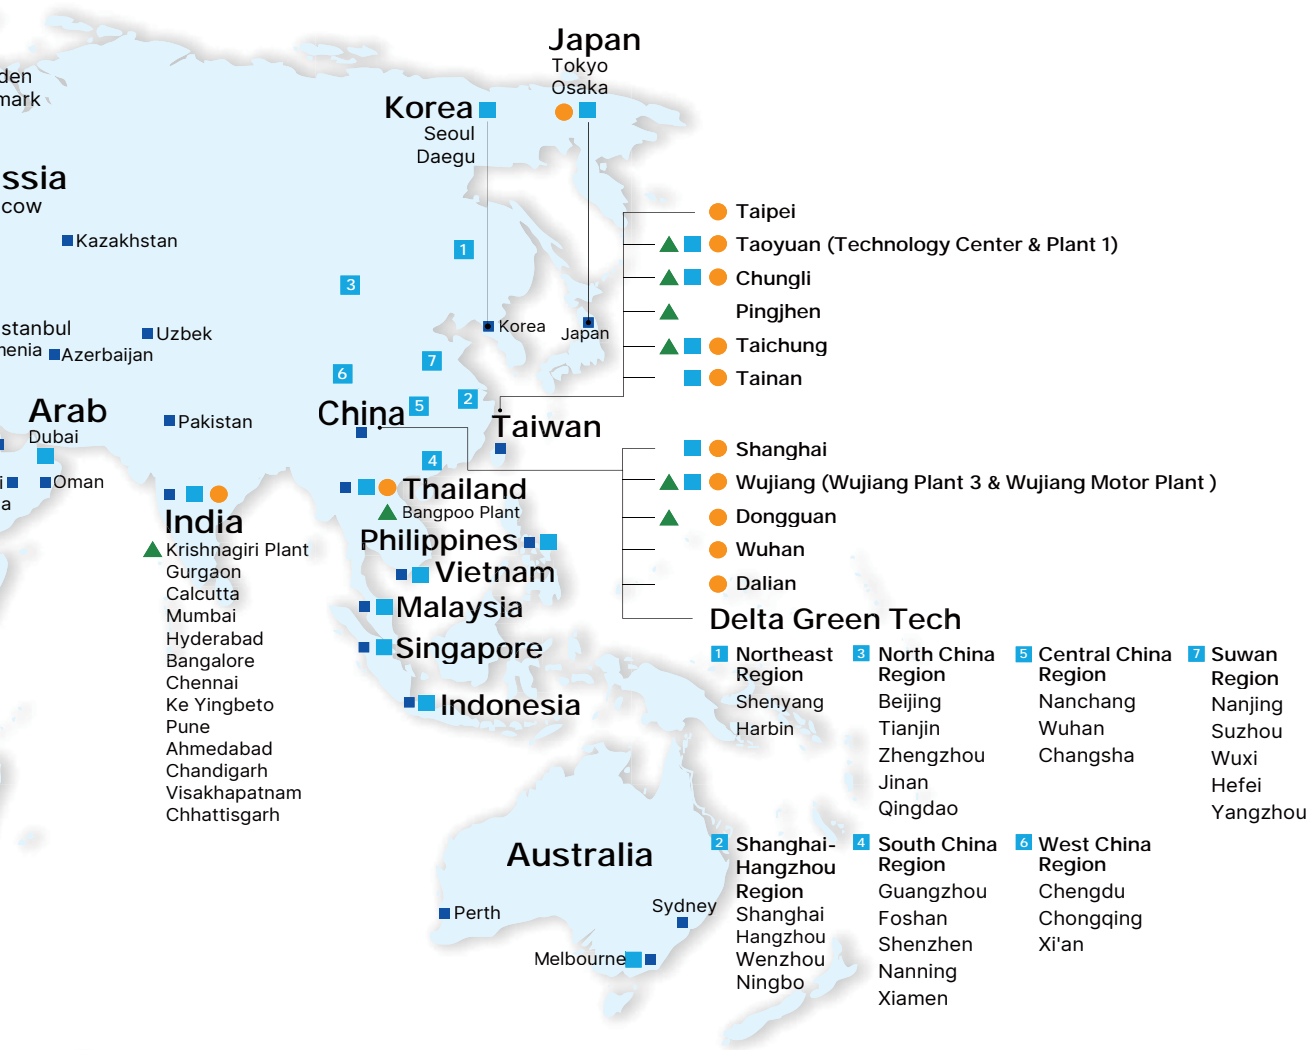 Japan
Tokyo
Osaka
Korea
Seoul
Daegu
den
mark
ssia
cow
Kazakhstan
stanbul
Uzbek
enia
Azerbaijan
Arab
Dubai
Pakistan
Oman
i
a
1
3
7
6
2
5
4
Korea
Japan
China
Taiwan
Thailand
Bangpoo Plant
India
Krishnagiri Plant
Gurgaon
Calcutta
Mumbai
Hyderabad
Bangalore
Chennai
Ke Yingbeto
Pune
Ahmedabad
Chandigarh
Visakhapatnam
Chhattisgarh
Philippines
Vietnam
Malaysia
Singapore
Indonesia
Australia
Perth
Sydney
Melbourne
Taipei
Taoyuan (Technology Center & Plant 1)
Chungli
Pingjhen
Taichung
Tainan
Shanghai
Wujiang (Wujiang Plant 3 & Wujiang Motor Plant )
Dongguan
Wuhan
Dalian
Delta Green Tech
1 Northeast
Region
Shenyang
Harbin
3 North China
Region
Beijing
Tianjin
Zhengzhou
Jinan
Qingdao
5 Central China
Region
Nanchang
Wuhan
Changsha
7 Suwan
Region
Nanjing
Suzhou
Wuxi
Hefei
Yangzhou
2 Shanghai-
Hangzhou
Region
Shanghai
Hangzhou
Wenzhou
Ningbo
4 South China
Region
Guangzhou
Foshan
Shenzhen
Nanning
Xiamen
6 West China
Region
Chengdu
Chongqing
Xi'an